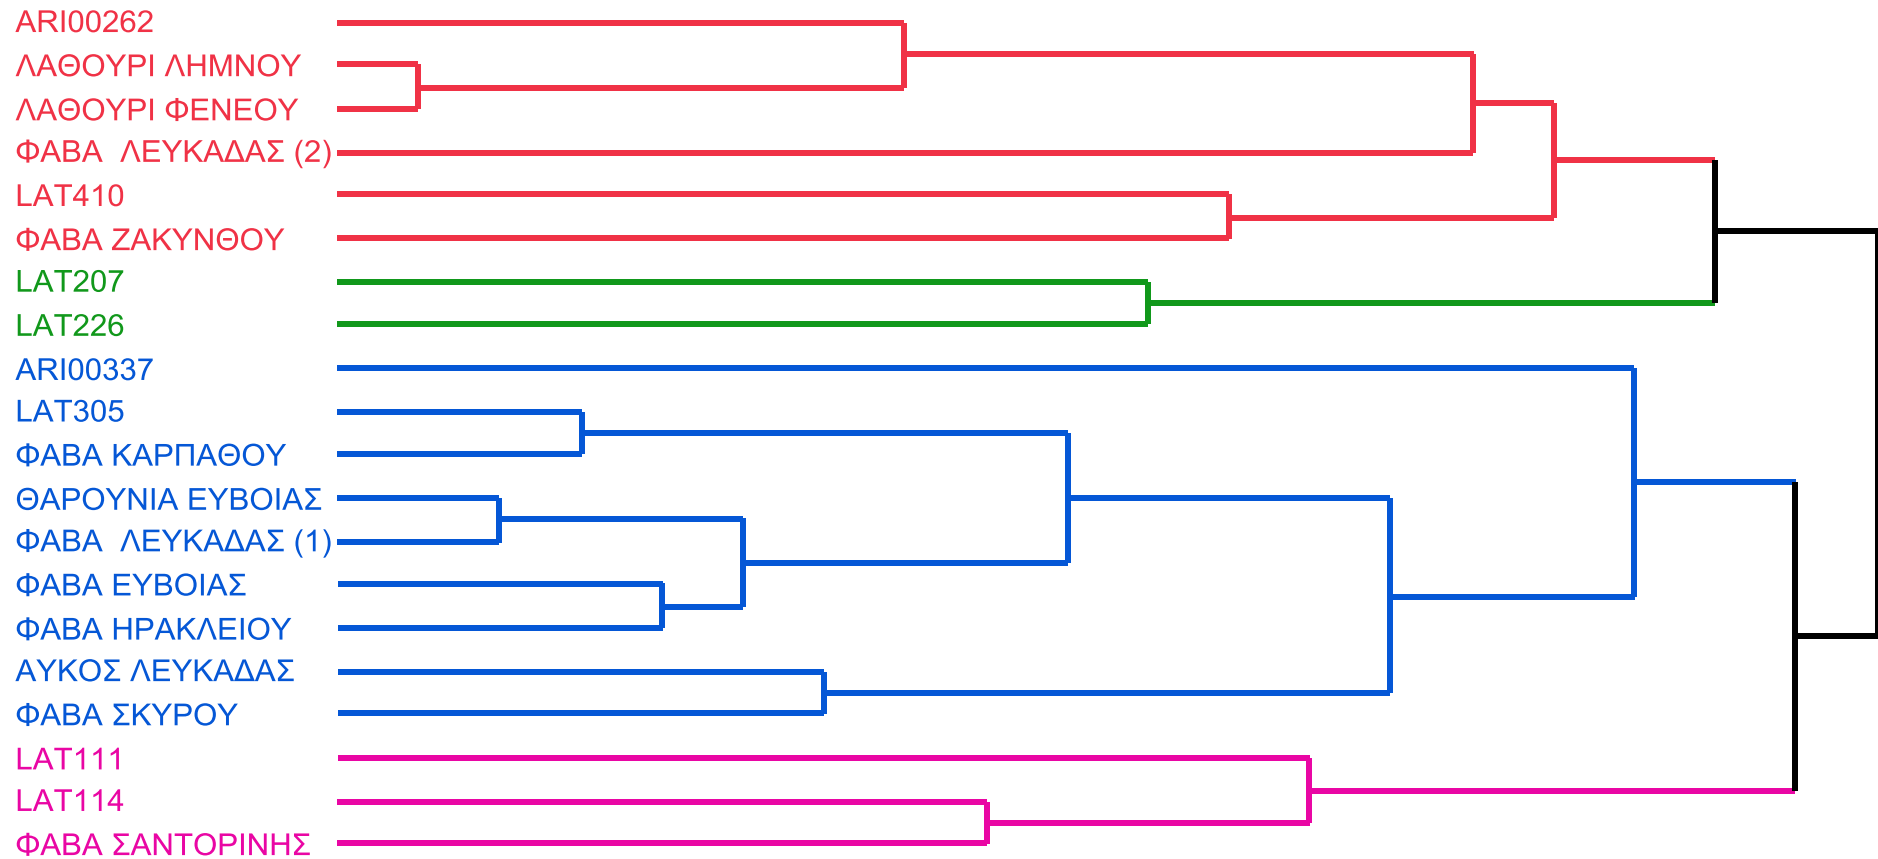 ARI00262
ΛΑΘΟΥΡΙ ΛΗΜΝΟΥ
ΛΑΘΟΥΡΙ ΦΕΝΕΟΥ
ΦΑΒΑ ΛΕΥΚΑΔΑΣ (2)
LAT410
ΦΑΒΑ ΖΑΚΥΝΘΟΥ
LAT207
LAT226
ARI00337
LAT305
ΦΑΒΑ ΚΑΡΠΑΘΟΥ
ΘΑΡΟΥΝΙΑ ΕΥΒΟΙΑΣ
ΦΑΒΑ ΛΕΥΚΑΔΑΣ (1)
ΦΑΒΑ ΕΥΒΟΙΑΣ
ΦΑΒΑ ΗΡΑΚΛΕΙΟΥ
ΑΥΚΟΣ ΛΕΥΚΑΔΑΣ
ΦΑΒΑ ΣΚΥΡΟΥ
LAT111
LAT114
ΦΑΒΑ ΣΑΝΤΟΡΙΝΗΣ